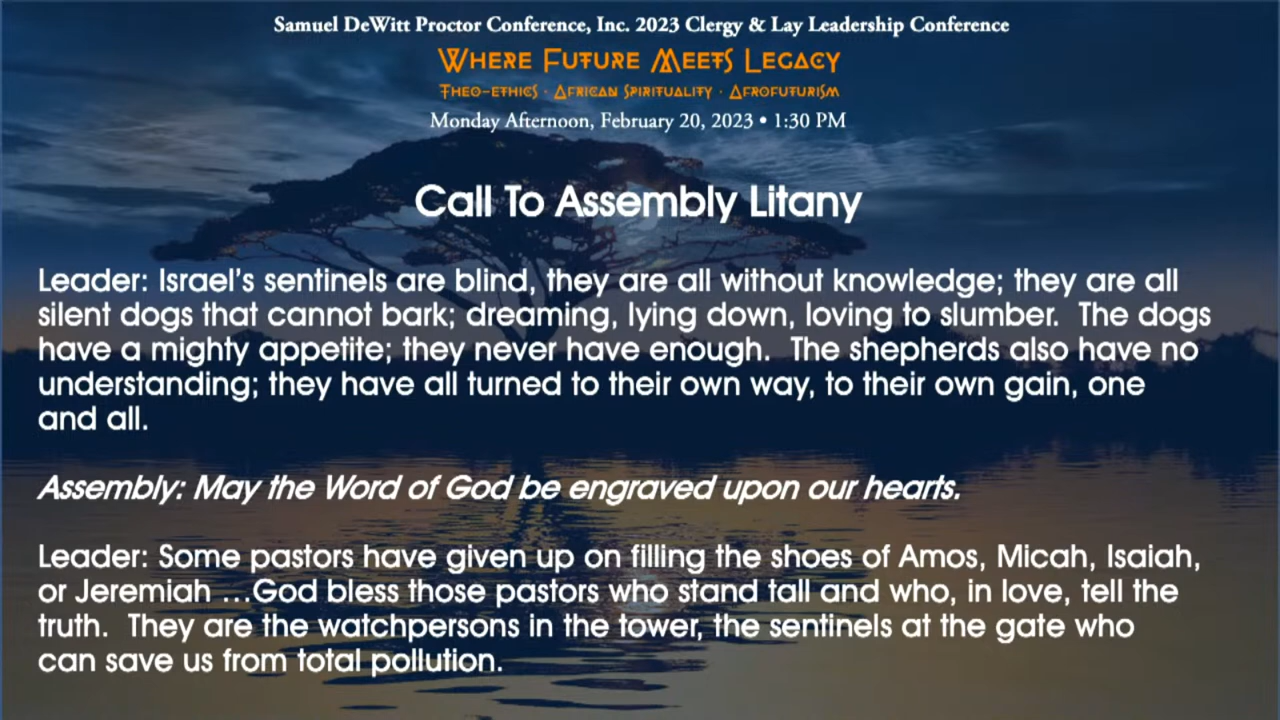 Samuel DeWitt Proctor Conference, Inc. 2023 Clergy & Lay Leadership Conference
Where Future Meets Legacy
Theo-ethics · African Spirituality · Afrofuturism
Monday Afternoon, February 20, 2023 • 1:30 PM
Call To Assembly Litany
Leader: Israel's sentinels are blind, they are all without knowledge; they are all
silent dogs that cannot bark; dreaming, lying down, loving to slumber.  The dogs
have a mighty appetite; they never have enough.  The shepherds also have no
understanding; they have all turned to their own way, to their own gain, one
and all.
Assembly: May the Word of God be engraved upon our hearts.
Leader: Some pastors have given up on filling the shoes of Amos, Micah, Isaiah,
or Jeremiah ...God bless those pastors who stand tall and who, in love, tell the
truth.  They are the watchpersons in the tower, the sentinels at the gate who
can save us from total pollution.